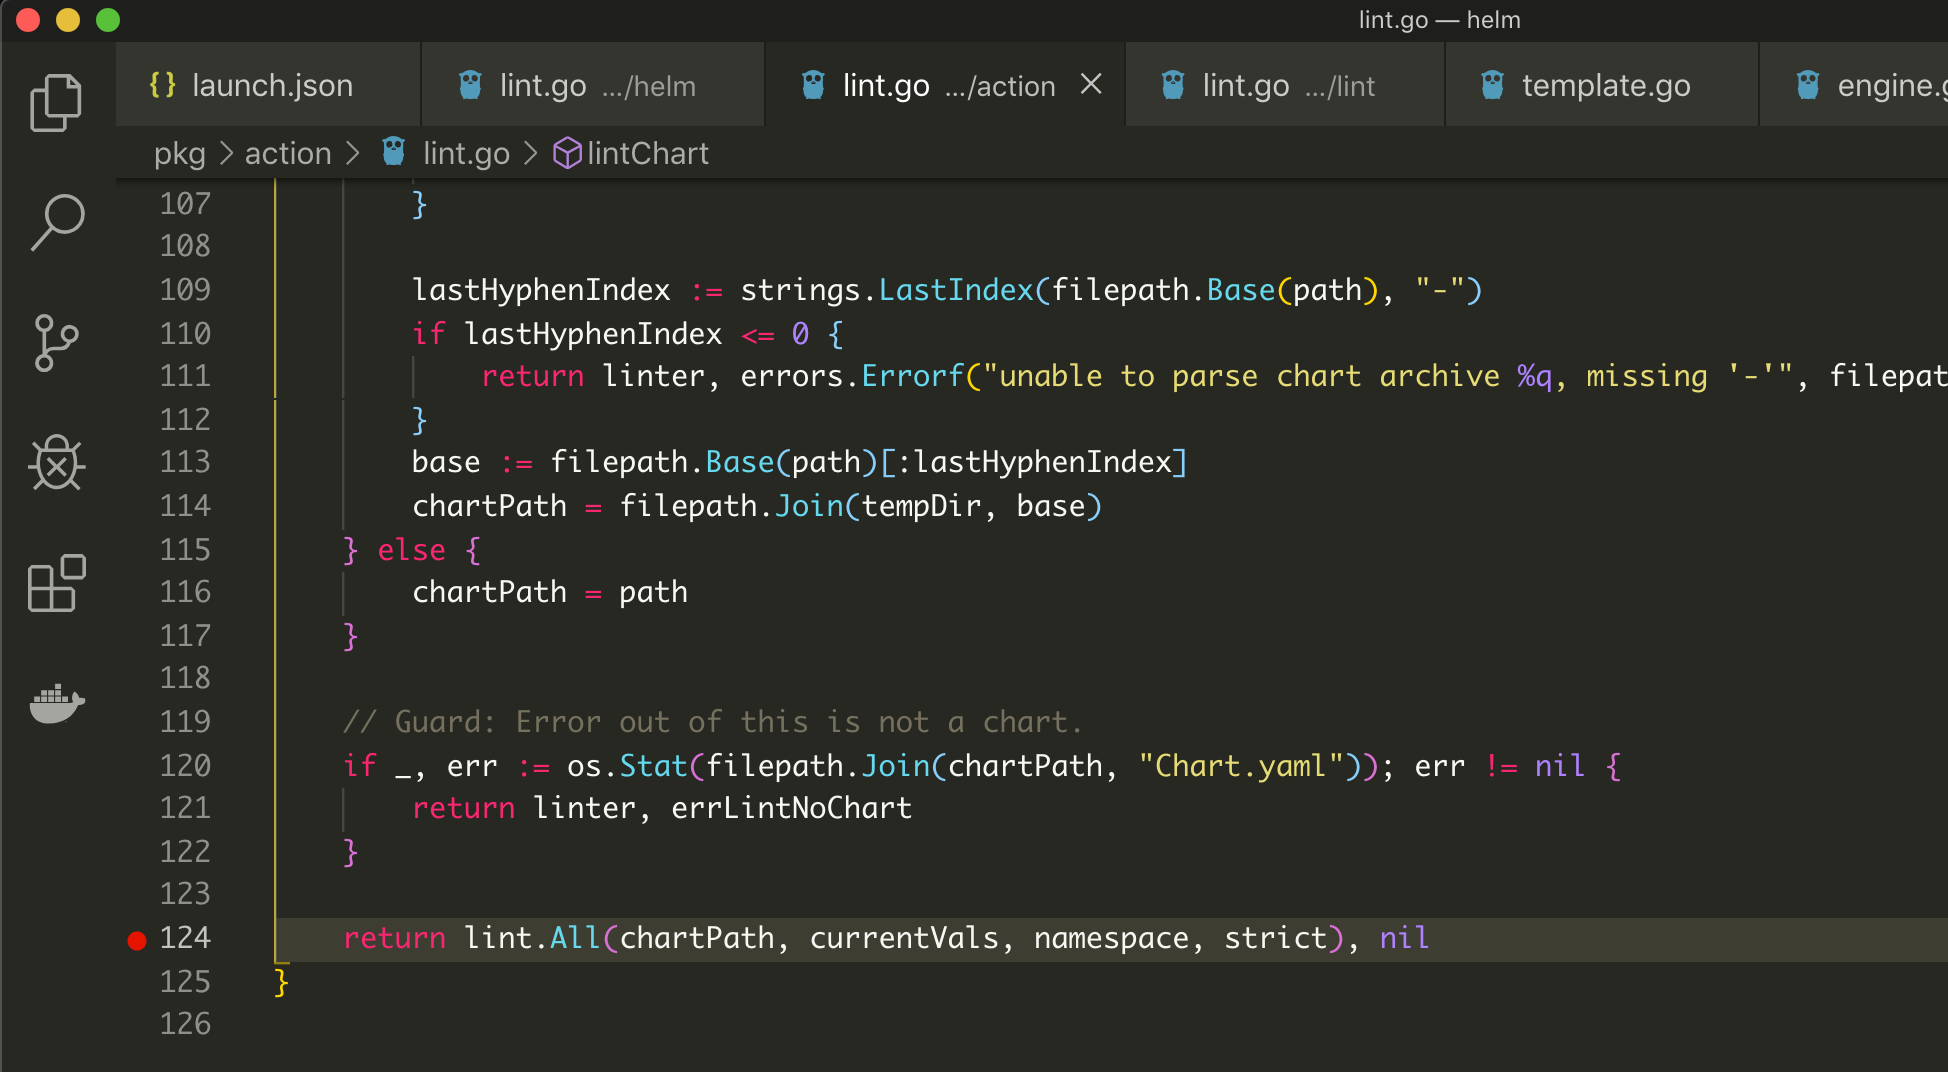 lint.go — helm
{} launch.json lint.go .../helm lint.go .../action lint.go .../lint template.go engine.g
pkg > action > lint.go > lintChart
107 }
108
109 lastHyphenIndex := strings.LastIndex(filepath.Base(path), "-")
110 if lastHyphenIndex <= 0 {
111 return linter, errors.Errorf("unable to parse chart archive %q, missing '-'", filepat
112 }
113 base := filepath.Base(path)[:lastHyphenIndex]
114 chartPath = filepath.Join(tempDir, base)
115 } else {
116 chartPath = path
117 }
118
119 // Guard: Error out of this is not a chart.
120 if _, err := os.Stat(filepath.Join(chartPath, "Chart.yaml")); err != nil {
121 return linter, errLintNoChart
122 }
123
124 return lint.All(chartPath, currentVals, namespace, strict), nil
125 }
126